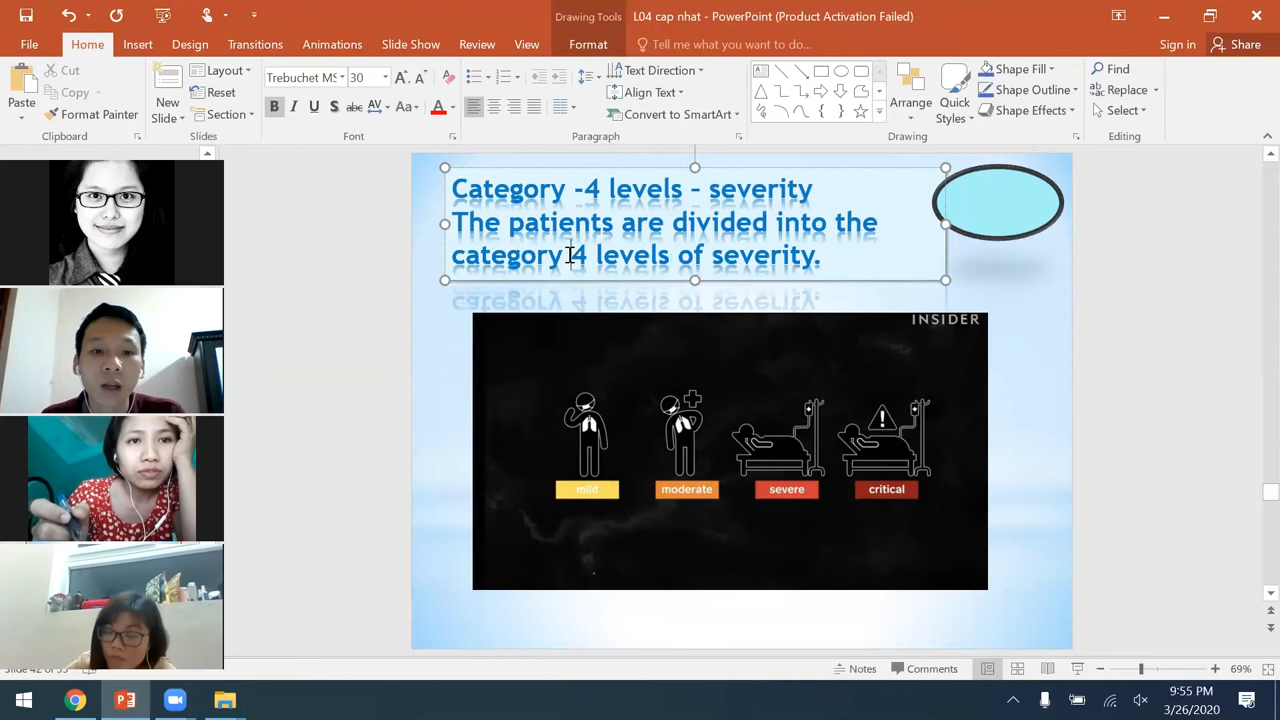 L04 cap nhat - PowerPoint (Product Activation Failed)
Drawing Tools
File
Home
Insert
Design
Transitions
Animations
Slide Show
Review
View
Format
Tell me what you want to do...
Sign in
Share
Paste
Cut
Copy
Format Painter
Clipboard
New Slide
Layout
Reset
Section
Slides
Trebuchet MS
30
Font
Text Direction
Align Text
Convert to SmartArt
Paragraph
Arrange
Quick Styles
Shape Fill
Shape Outline
Shape Effects
Drawing
Find
Replace
Select
Editing
Category -4 levels – severity
The patients are divided into the
category 4 levels of severity.
INSIDER
mild
moderate
severe
critical
Notes
Comments
69%
9:55 PM
3/26/2020